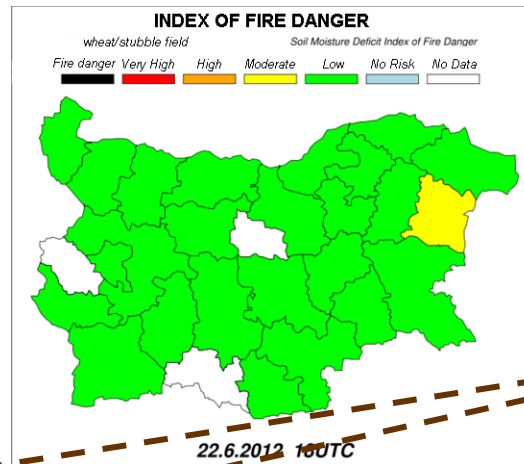 INDEX OF FIRE DANGER
wheat/stubble field Soil Moisture Deficit Index of Fire Danger
Fire danger Very High High Moderate Low No Risk No Data
22.6.2012 18UTC